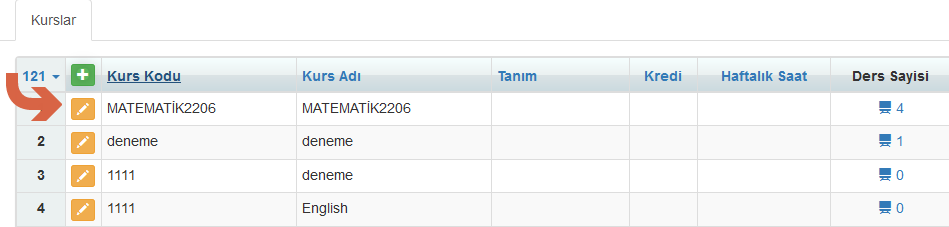 Kurslar
121 Kurs Kodu Kurs Adı Tanım Kredi Haftalık Saat Ders Sayisi
MATEMATİK2206 MATEMATİK2206 4
2 deneme deneme 1
3 1111 deneme 0
4 1111 English 0